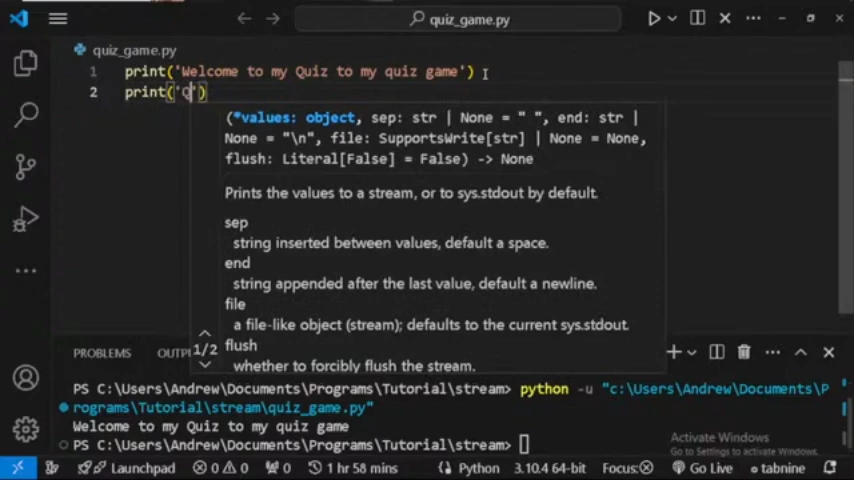 quiz_game.py
quiz_game.py
1 print('Welcome to my Quiz to my quiz game')
2 print('Q')
(*values: object, sep: str | None = " ", end: str |
None = "\n", file: SupportsWrite[str] | None = None,
flush: Literal[False] = False) -> None
Prints the values to a stream, or to sys.stdout by default.
sep
string inserted between values, default a space.
end
string appended after the last value, default a newline.
file
a file-like object (stream); defaults to the current sys.stdout.
flush
1/2
whether to forcibly flush the stream.
PROBLEMS OUTP
PS C:\Users\Andrew\Documents\Programs\Tutorial\stream> python -u "c:\Users\Andrew\Documents\P
rograms\Tutorial\stream\quiz_game.py"
Welcome to my Quiz to my quiz game
PS C:\Users\Andrew\Documents\Programs\Tutorial\stream>
Activate Windows
Go to Settings to activate Windows.
Launchpad 0 0 0 1 hr 58 mins Python 3.10.4 64-bit Focus: Go Live tabnine